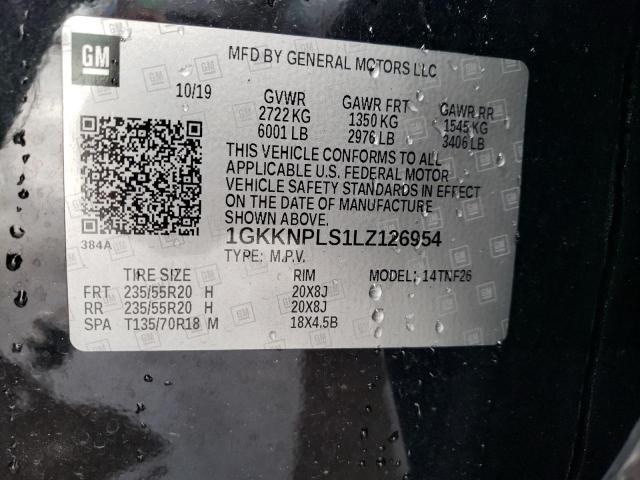 GM
MFD BY GENERAL MOTORS LLC
10/19 GVWR GAWR FRT GAWR RR
2722 KG 1350 KG 1545 KG
6001 LB 2976 LB 3406 LB
THIS VEHICLE CONFORMS TO ALL
APPLICABLE U.S. FEDERAL MOTOR
VEHICLE SAFETY STANDARDS IN EFFECT
ON THE DATE OF MANUFACTURE
384A 1GKKNPLS1LZ126954
TYPE: M.P.V. MODEL: 14TNF26
TIRE SIZE RIM
FRT 235/55R20 H 20X8J
RR 235/55R20 H 20X8J
SPA T135/70R18 M 18X4.5B